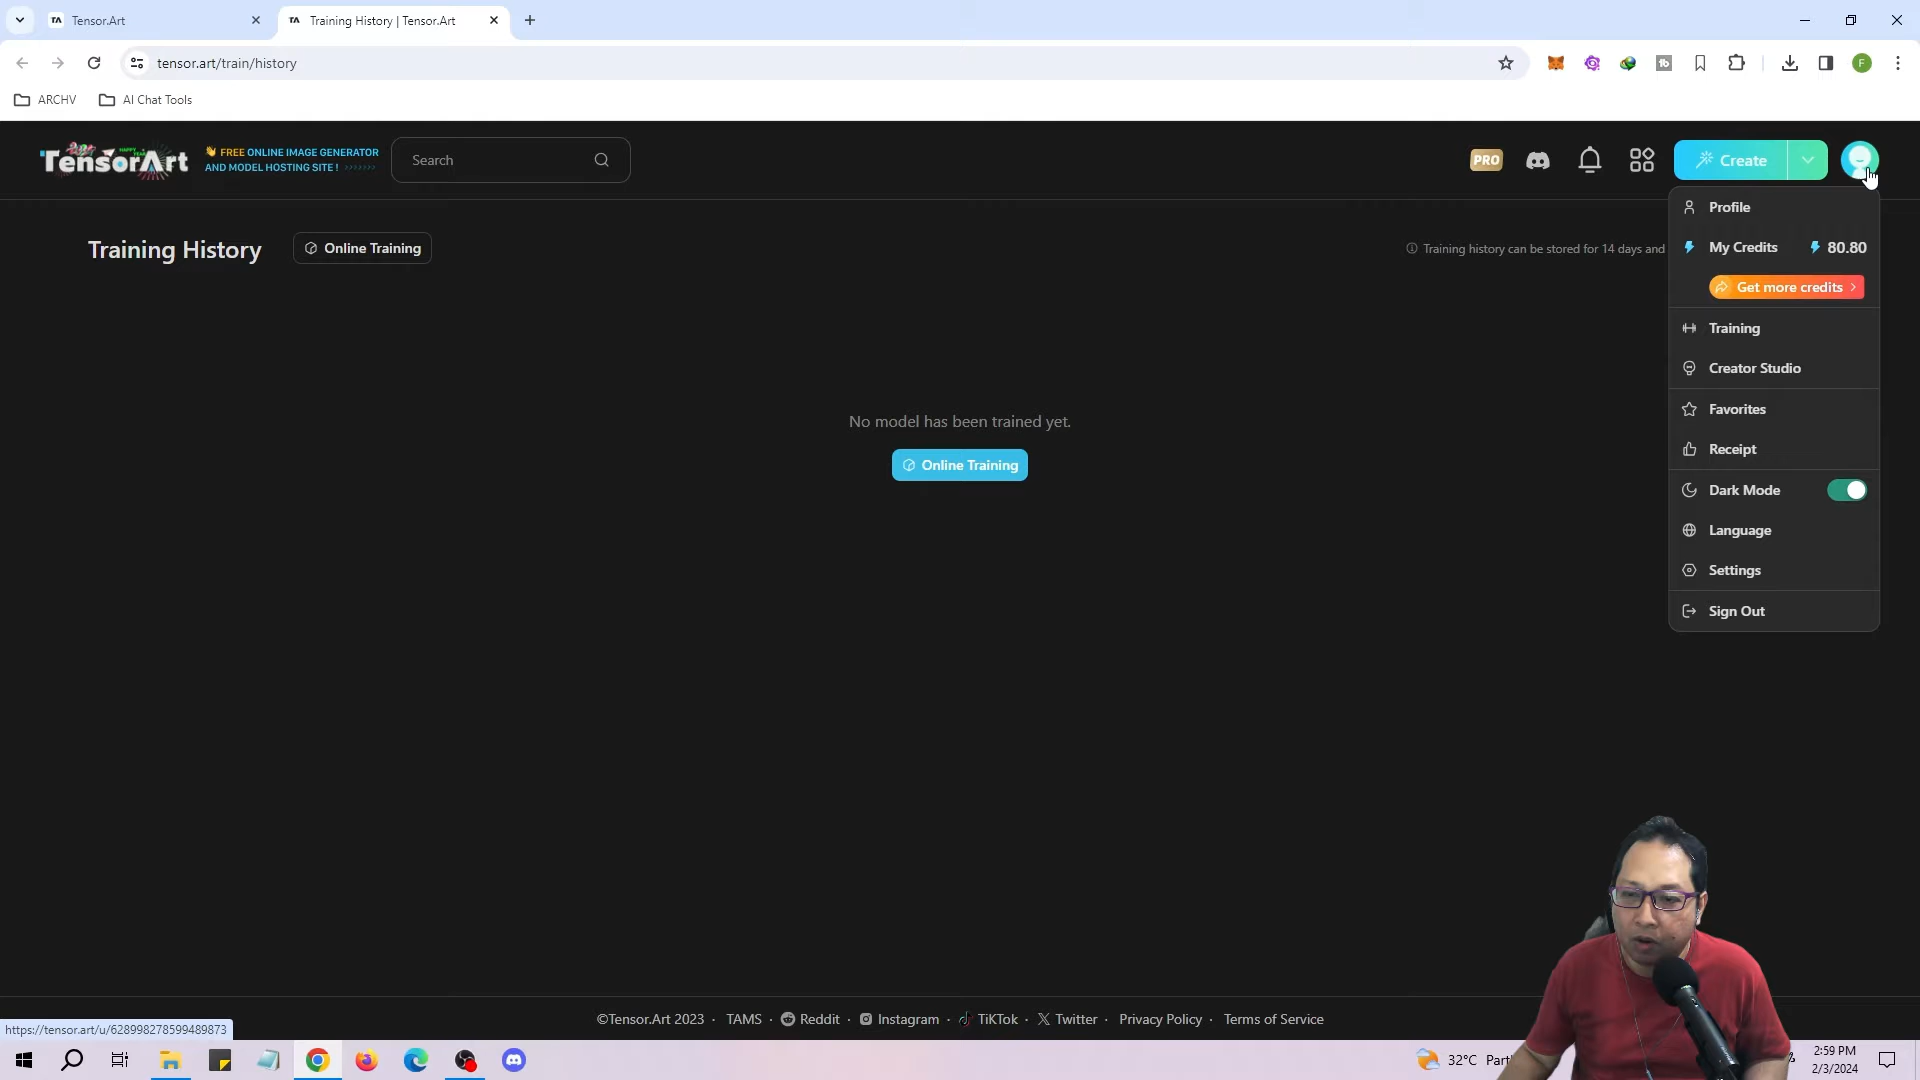 Tensor.Art
Training History | Tensor.Art
tensor.art/train/history
F
ARCHV
AI Chat Tools
TensorArt
FREE ONLINE IMAGE GENERATOR
AND MODEL HOSTING SITE !
Search
PRO
Create
Training History
Online Training
Training history can be stored for 14 days and
Profile
My Credits
80.80
Get more credits
Training
Creator Studio
Favorites
Receipt
Dark Mode
Language
Settings
Sign Out
No model has been trained yet.
Online Training
©Tensor.Art 2023 · TAMS · Reddit · Instagram · TiKTok · Twitter · Privacy Policy · Terms of Service
https://tensor.art/u/628998278599489873
32°C
2:59 PM
2/3/2024